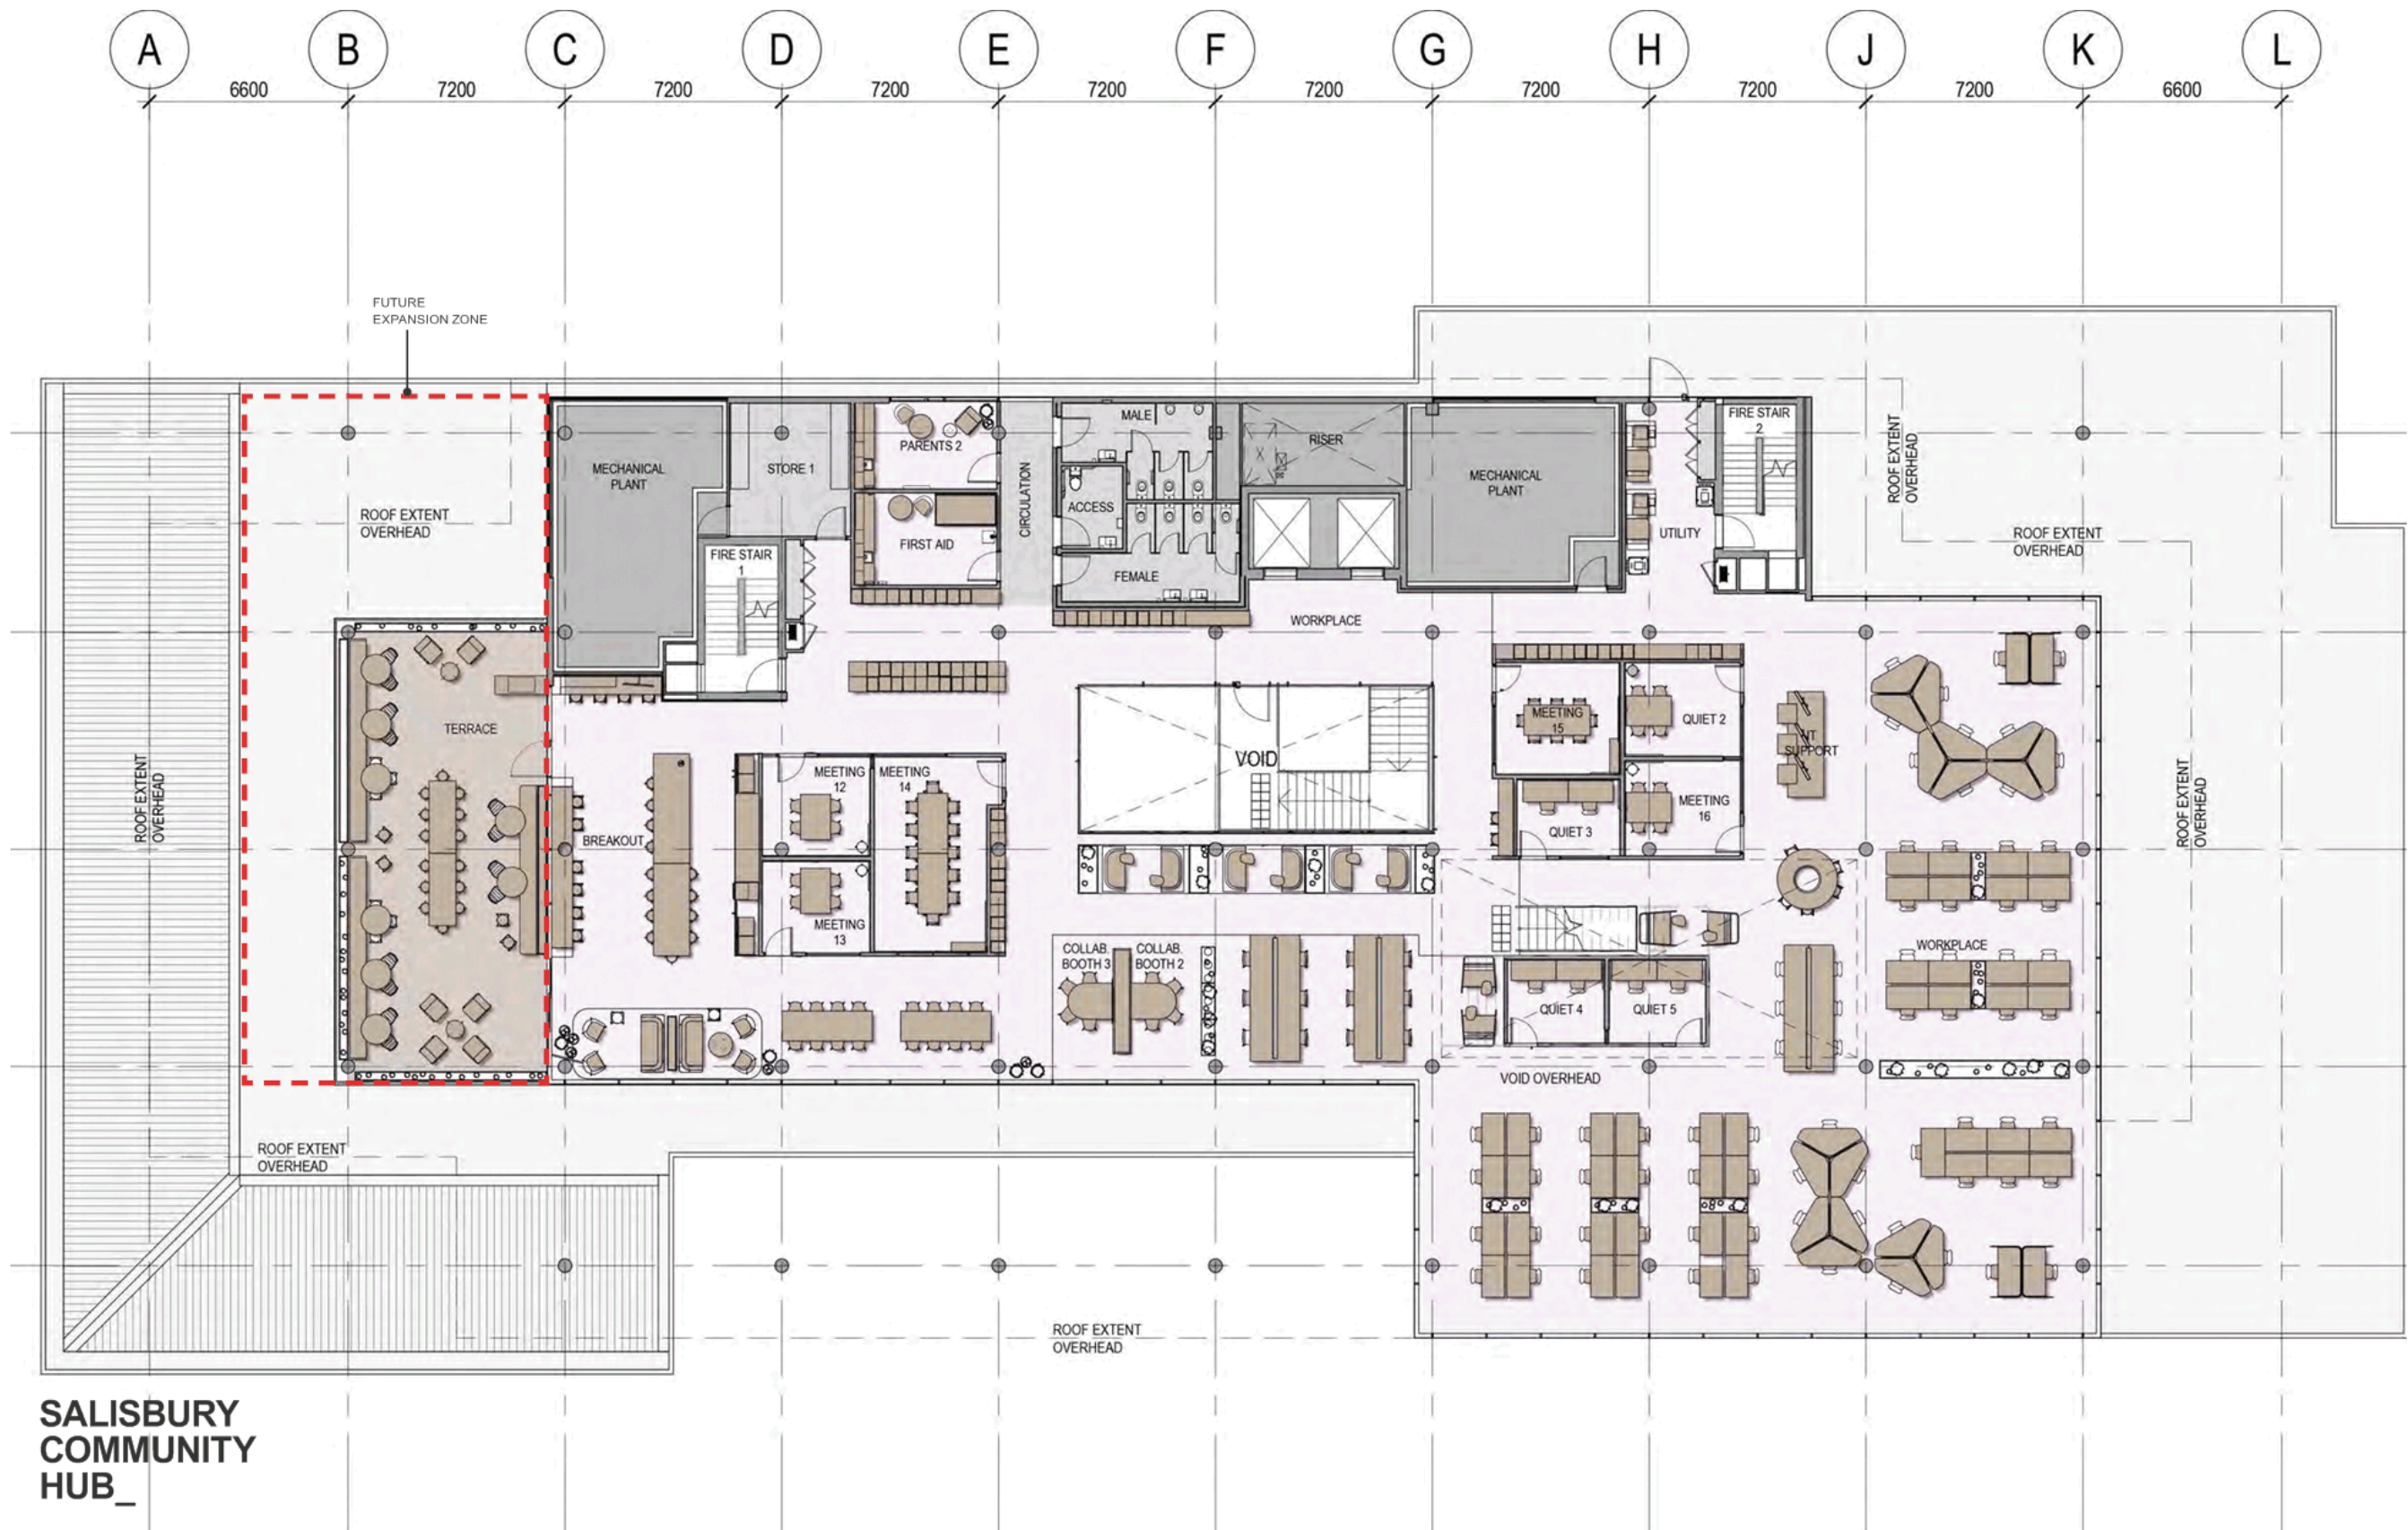 A B C D E F G H J K L
6600 7200 7200 7200 7200 7200 7200 7200 7200 6600
FUTURE
EXPANSION ZONE
MECHANICAL
PLANT
STORE 1
PARENTS 2
FIRST AID
CIRCULATION
MALE
ACCESS
FEMALE
RISER
MECHANICAL
PLANT
UTILITY
FIRE STAIR
2
ROOF EXTENT
OVERHEAD
ROOF EXTENT
OVERHEAD
ROOF EXTENT
OVERHEAD
FIRE STAIR
1
WORKPLACE
TERRACE
MEETING
15
QUIET 2
IT
SUPPORT
VOID
ROOF EXTENT
OVERHEAD
BREAKOUT
MEETING
12
MEETING
14
MEETING
16
QUIET 3
ROOF EXTENT
OVERHEAD
MEETING
13
COLLAB.
BOOTH 3
COLLAB.
BOOTH 2
WORKPLACE
QUIET 4
QUIET 5
VOID OVERHEAD
ROOF EXTENT
OVERHEAD
ROOF EXTENT
OVERHEAD
SALISBURY
COMMUNITY
HUB_